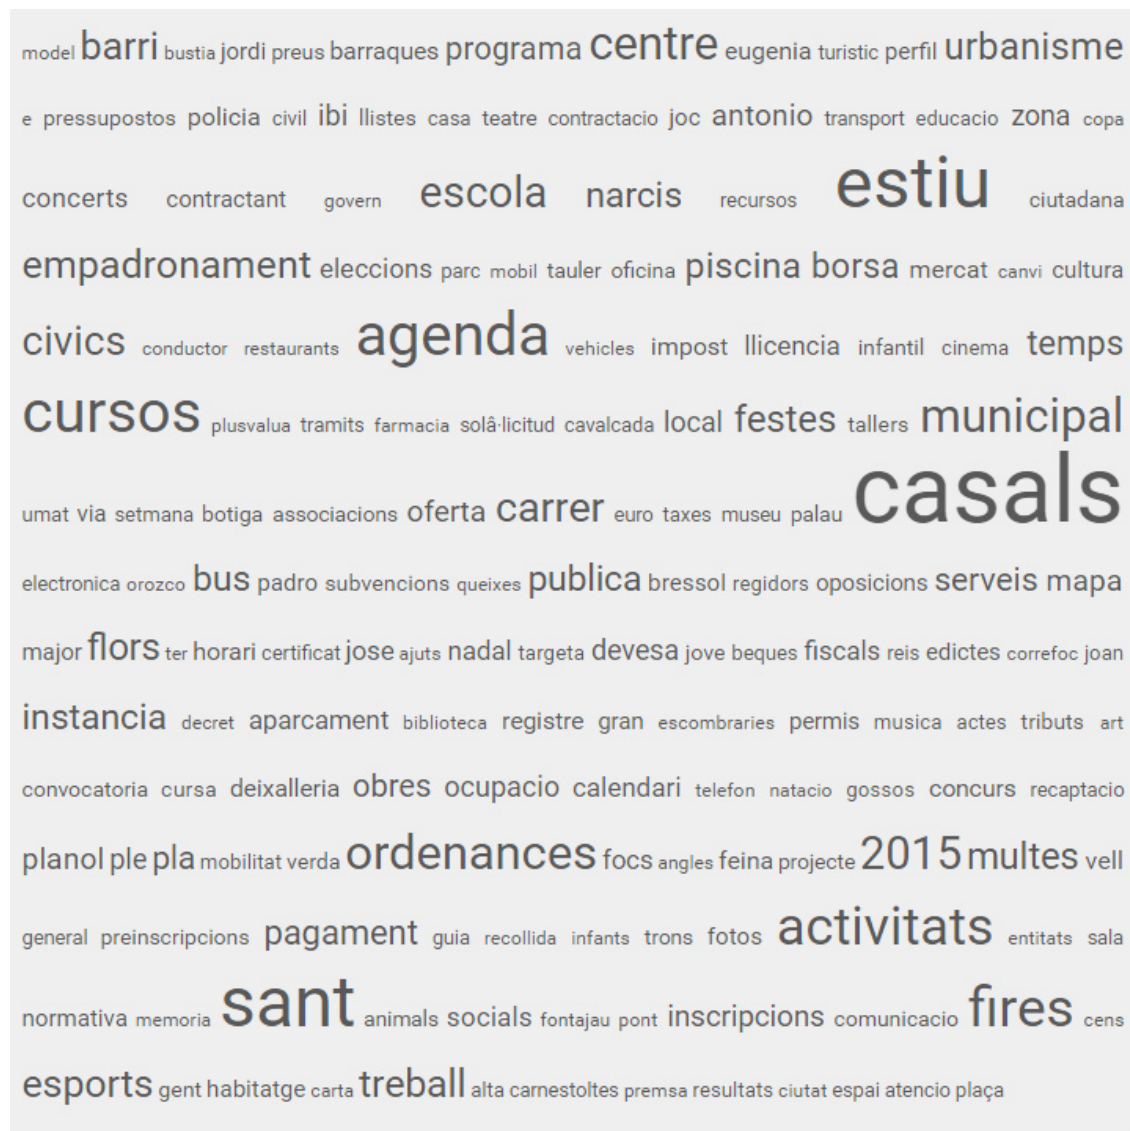 model barri bustia jordi preus barraques programa centre eugenia turistic perfil urbanisme
e pressupostos policia civil ibi llistes casa teatre contractacio joc antonio transport educacio zona copa
concerts contractant govern escola narcis recursos estiu ciutadana
empadronament eleccions parc mobil tauler oficina piscina borsa mercat canvi cultura
civics conductor restaurants agenda vehicles impost llicencia infantil cinema temps
cursos plusvalua tramits farmacia solâ·licitud cavalcada local festes tallers municipal
umat via setmana botiga associacions oferta carrer euro taxes museu palau casals
electronica orozco bus padro subvencions queixes publica bressol regidors oposicions serveis mapa
major flors ter horari certificat jose ajuts nadal targeta devesa jove beques fiscals reis edictes correfoc joan
instancia decret aparcament biblioteca registre gran escombraries permis musica actes tributs art
convocatoria cursa deixalleria obres ocupacio calendari telefon natacio gossos concurs recaptacio
planol ple pla mobilitat verda ordenances focs angles feina projecte 2015 multes vell
general preinscripcions pagament guia recollida infants trons fotos activitats entitats sala
normativa memoria sant animals socials fontajau pont inscripcions comunicacio fires cens
esports gent habitatge carta treball alta carnestoltes premsa resultats ciutat espai atencio plaça